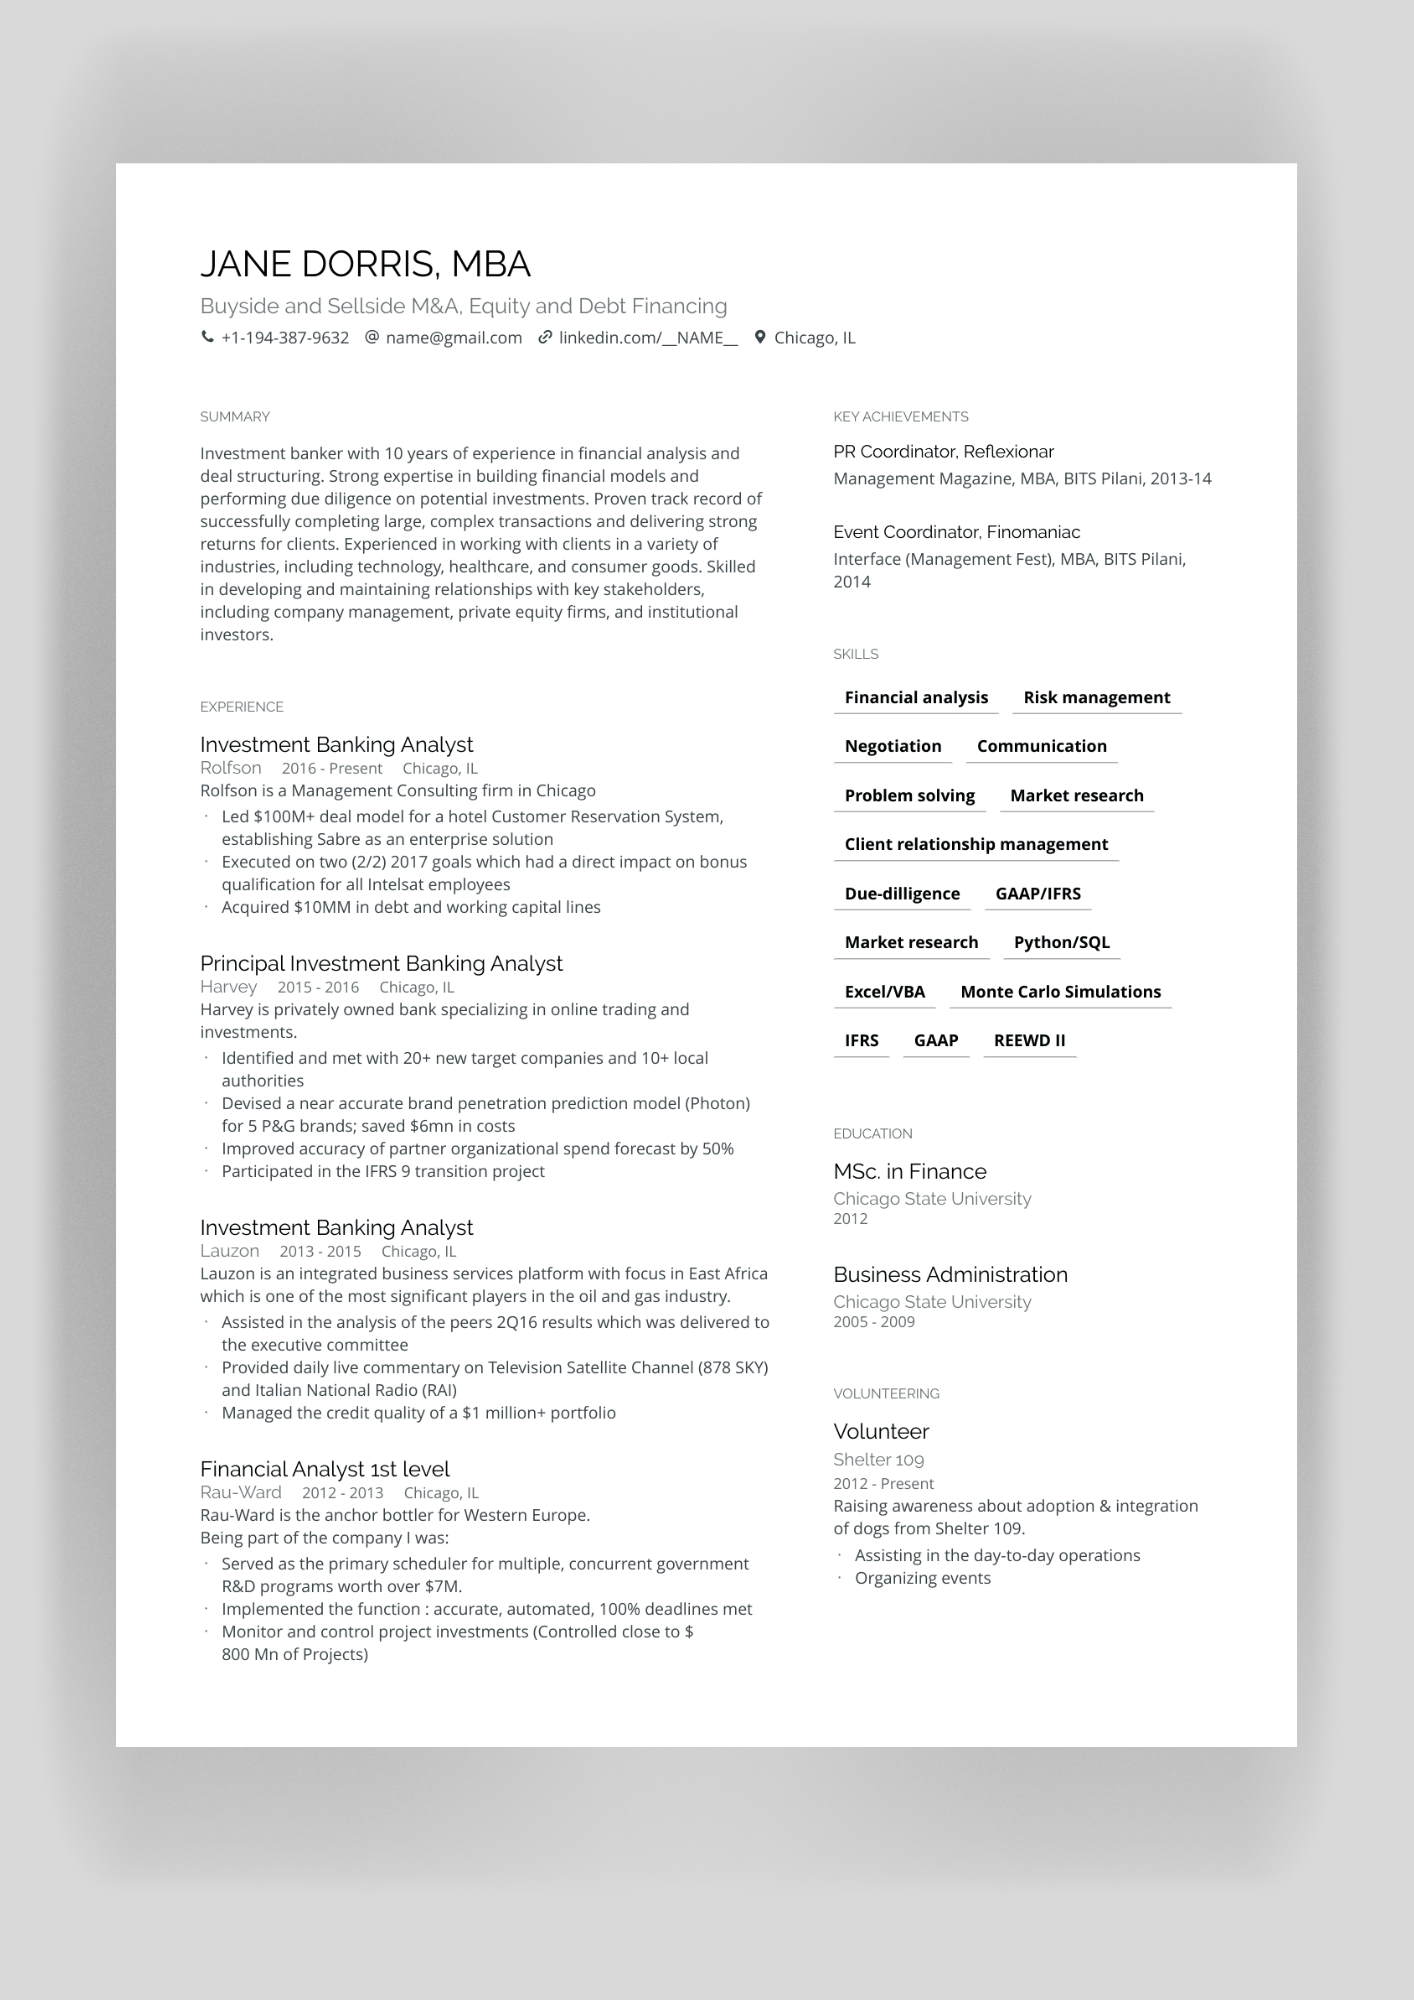 JANE DORRIS, MBA
Buyside and Sellside M&A, Equity and Debt Financing
+1-194-387-9632 @ name@gmail.com linkedin.com/__NAME__ Chicago, IL
SUMMARY
Investment banker with 10 years of experience in financial analysis and
deal structuring. Strong expertise in building financial models and
performing due diligence on potential investments. Proven track record of
successfully completing large, complex transactions and delivering strong
returns for clients. Experienced in working with clients in a variety of
industries, including technology, healthcare, and consumer goods. Skilled
in developing and maintaining relationships with key stakeholders,
including company management, private equity firms, and institutional
investors.
EXPERIENCE
Investment Banking Analyst
Rolfson 2016 - Present Chicago, IL
Rolfson is a Management Consulting firm in Chicago
· Led $100M+ deal model for a hotel Customer Reservation System,
establishing Sabre as an enterprise solution
· Executed on two (2/2) 2017 goals which had a direct impact on bonus
qualification for all Intelsat employees
· Acquired $10MM in debt and working capital lines
Principal Investment Banking Analyst
Harvey 2015 - 2016 Chicago, IL
Harvey is privately owned bank specializing in online trading and
investments.
· Identified and met with 20+ new target companies and 10+ local
authorities
· Devised a near accurate brand penetration prediction model (Photon)
for 5 P&G brands; saved $6mn in costs
· Improved accuracy of partner organizational spend forecast by 50%
· Participated in the IFRS 9 transition project
Investment Banking Analyst
Lauzon 2013 - 2015 Chicago, IL
Lauzon is an integrated business services platform with focus in East Africa
which is one of the most significant players in the oil and gas industry.
· Assisted in the analysis of the peers 2Q16 results which was delivered to
the executive committee
· Provided daily live commentary on Television Satellite Channel (878 SKY)
and Italian National Radio (RAI)
· Managed the credit quality of a $1 million+ portfolio
Financial Analyst 1st level
Rau-Ward 2012 - 2013 Chicago, IL
Rau-Ward is the anchor bottler for Western Europe.
Being part of the company I was:
· Served as the primary scheduler for multiple, concurrent government
R&D programs worth over $7M.
· Implemented the function : accurate, automated, 100% deadlines met
· Monitor and control project investments (Controlled close to $
800 Mn of Projects)
KEY ACHIEVEMENTS
PR Coordinator, Reflexionar
Management Magazine, MBA, BITS Pilani, 2013-14
Event Coordinator, Finomaniac
Interface (Management Fest), MBA, BITS Pilani,
2014
SKILLS
Financial analysis Risk management
Negotiation Communication
Problem solving Market research
Client relationship management
Due-dilligence GAAP/IFRS
Market research Python/SQL
Excel/VBA Monte Carlo Simulations
IFRS GAAP REEWD II
EDUCATION
MSc. in Finance
Chicago State University
2012
Business Administration
Chicago State University
2005 - 2009
VOLUNTEERING
Volunteer
Shelter 109
2012 - Present
Raising awareness about adoption & integration
of dogs from Shelter 109.
· Assisting in the day-to-day operations
· Organizing events